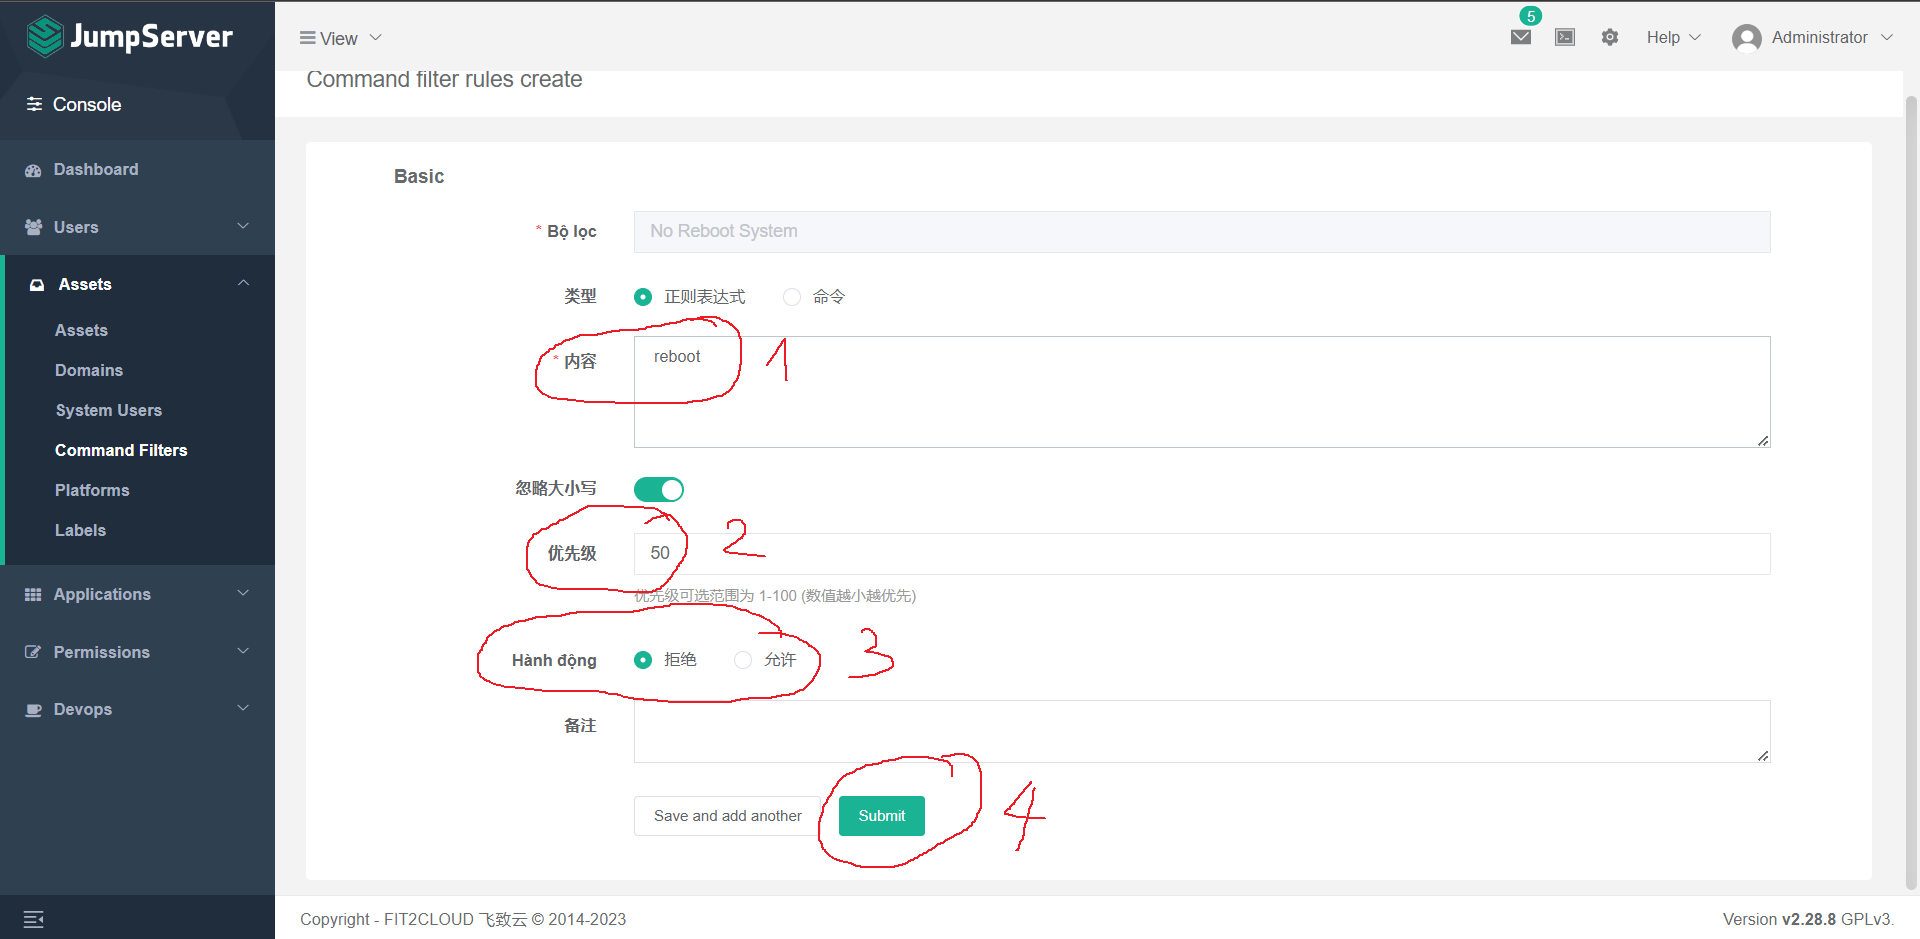 JumpServer
View
5
Help
Administrator
Console
Command filter rules create
Dashboard
Users
Assets
Assets
Domains
System Users
Command Filters
Platforms
Labels
Applications
Permissions
Devops
Basic
* Bộ lọc
No Reboot System
类型
正则表达式
命令
* 内容
reboot
1
忽略大小写
优先级
50
2
优先级可选范围为 1-100 (数值越小越优先)
Hành động
拒绝
允许
3
备注
Save and add another
Submit
4
Copyright - FIT2CLOUD 飞致云 © 2014-2023
Version v2.28.8 GPLv3.